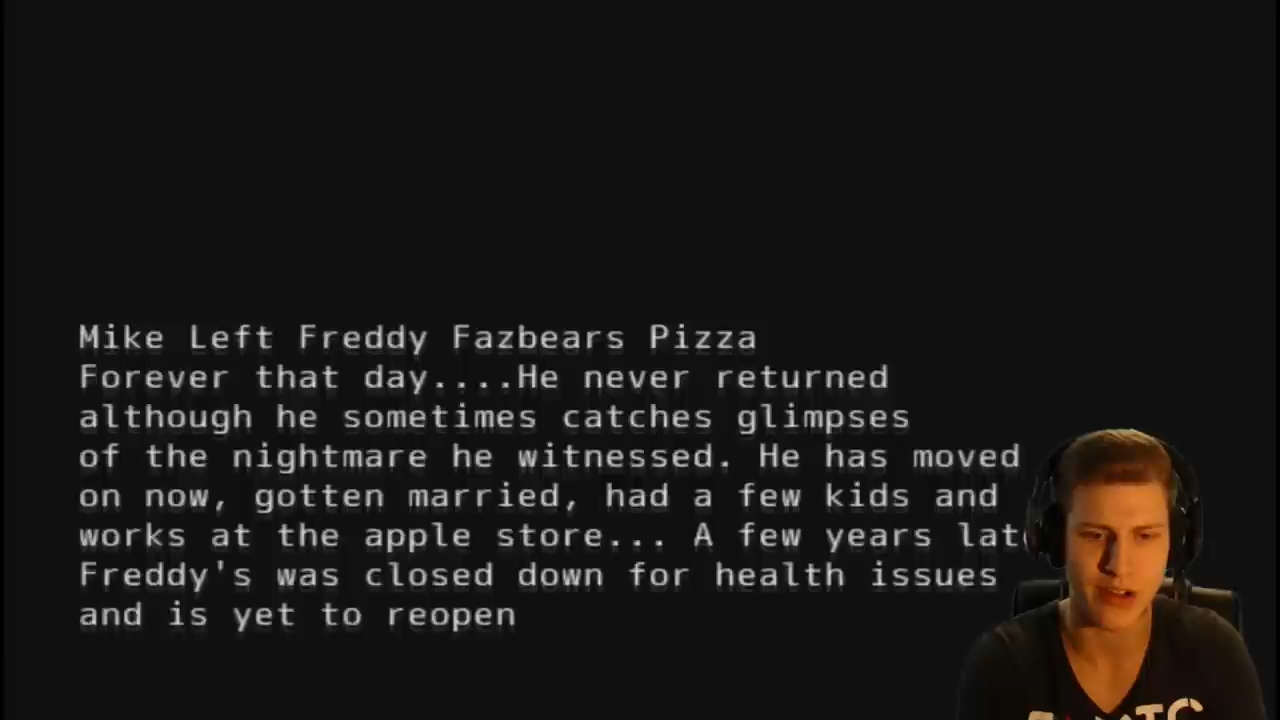 Mike Left Freddy Fazbears Pizza
Forever that day....He never returned
although he sometimes catches glimpses
of the nightmare he witnessed. He has moved
on now, gotten married, had a few kids and
works at the apple store... A few years
Freddy's was closed down for health issues
and is yet to reopen